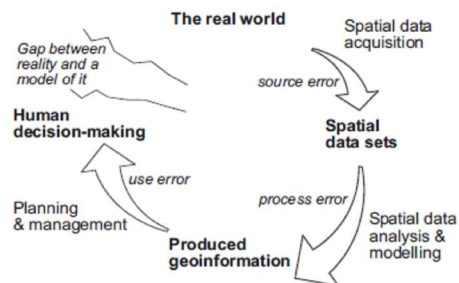 The real world
Spatial data
acquisition
Gap between
reality and a
model of it
source error
Human
decision-making
Spatial
data sets
use error
process error
Planning
& management
Spatial data
analysis &
modelling
Produced
geoinformation